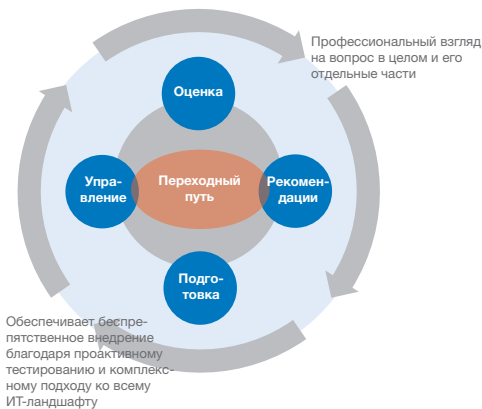 Профессиональный взгляд
на вопрос в целом и его
отдельные части
Оценка
Упра-
вление
Переходный
путь
Рекомен-
дации
Подго-
товка
Обеспечивает беспре-
пятственное внедрение
благодаря проактивному
тестированию и комплекс-
ному подходу ко всему
ИТ-ландшафту